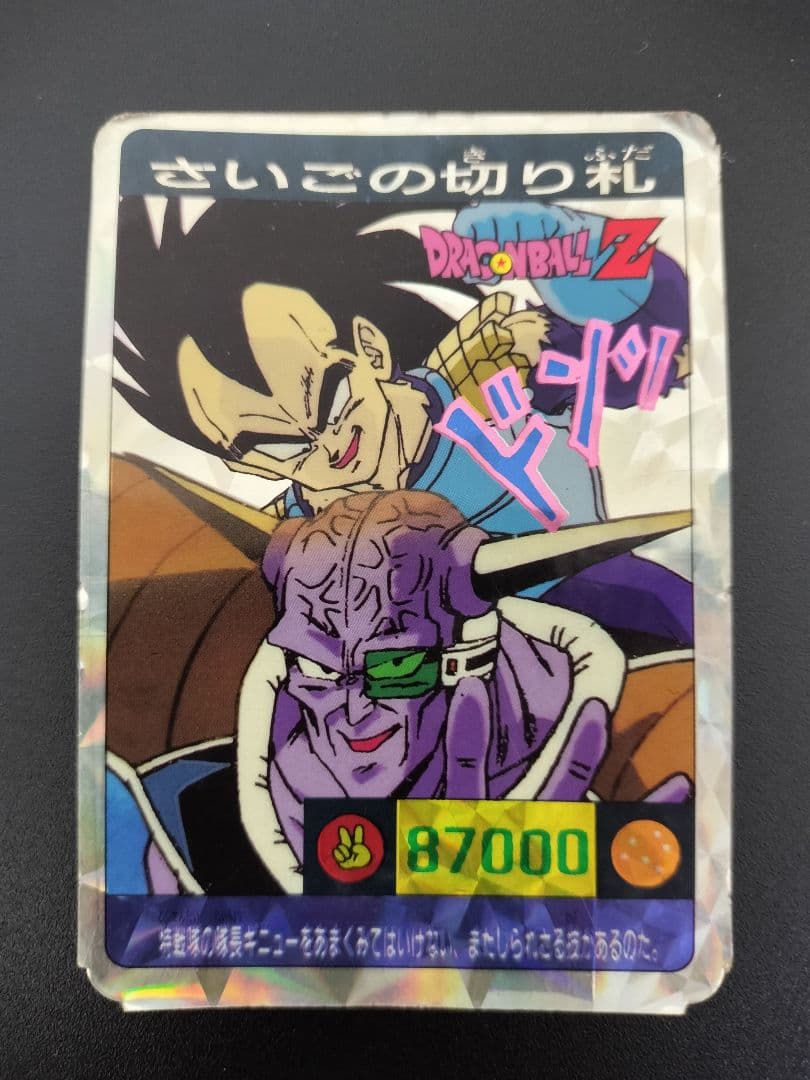 さいごの切り札
DRAGONBALL Z
ドンッ
87000
特戦隊の隊長ギニューをあまくみてはいけない、まだしられざる技があるのだ。